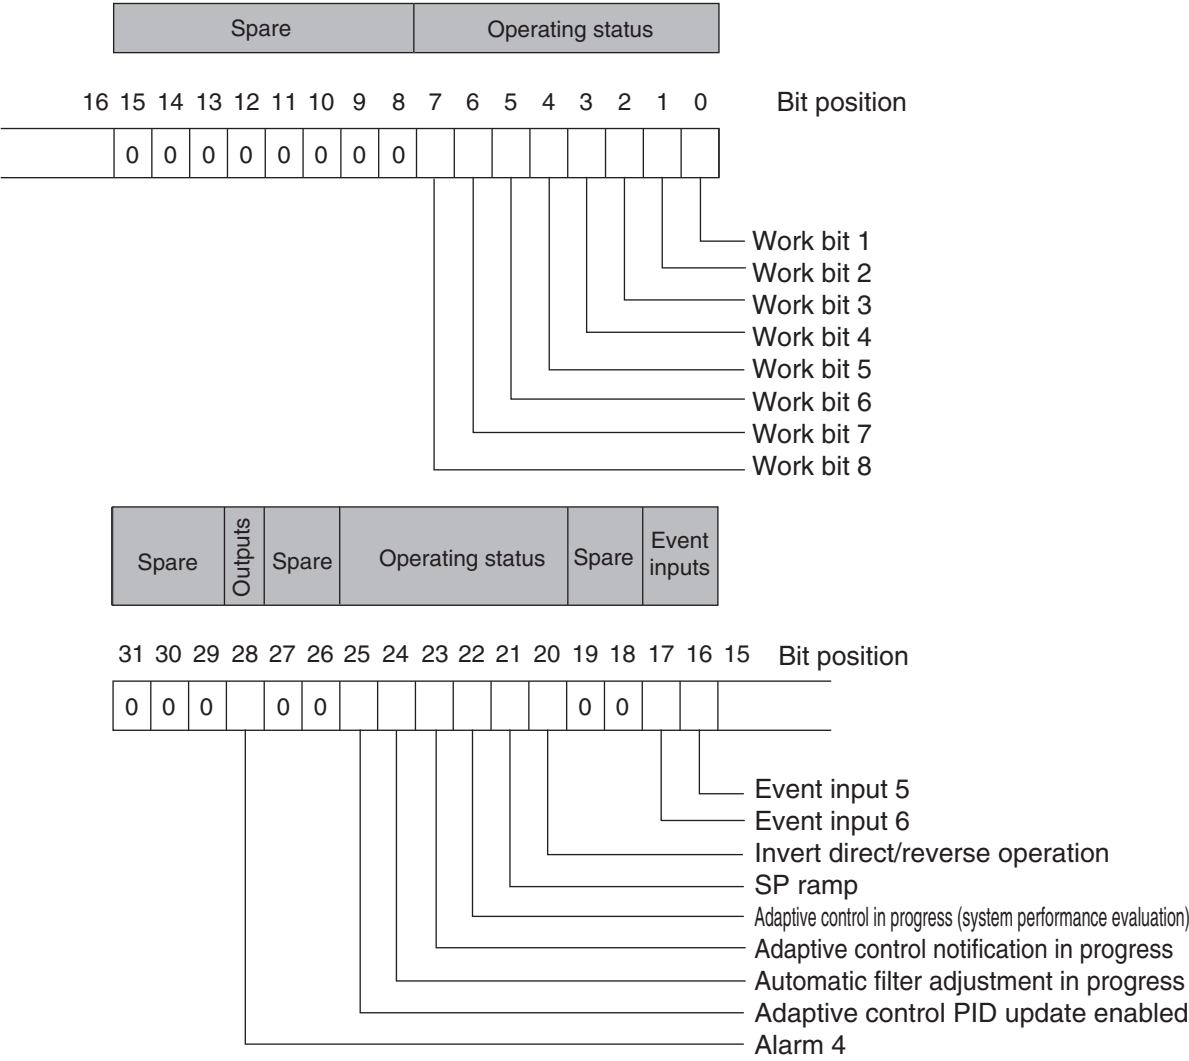 Spare Operating status
16 15 14 13 12 11 10 9 8 7 6 5 4 3 2 1 0 Bit position
0 0 0 0 0 0 0 0
Work bit 1
Work bit 2
Work bit 3
Work bit 4
Work bit 5
Work bit 6
Work bit 7
Work bit 8
Spare Outputs Spare Operating status Spare Event inputs
31 30 29 28 27 26 25 24 23 22 21 20 19 18 17 16 15 Bit position
0 0 0 0 0 0 0
Event input 5
Event input 6
Invert direct/reverse operation
SP ramp
Adaptive control in progress (system performance evaluation)
Adaptive control notification in progress
Automatic filter adjustment in progress
Adaptive control PID update enabled
Alarm 4